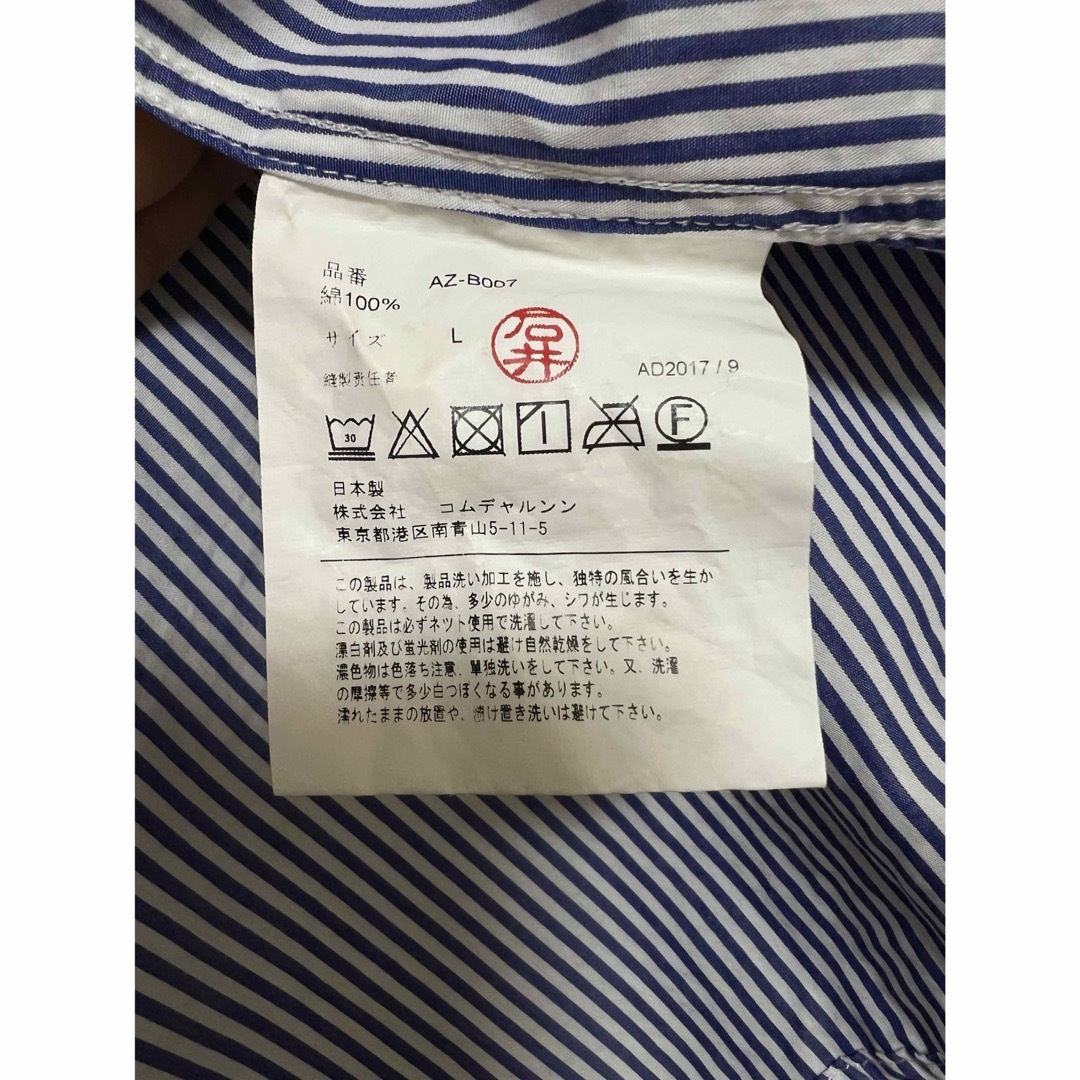 品番 AZ-B007
綿100%
サイズ L
石井
縫製責任者 AD2017 / 9
30
F
日本製
株式会社 コムデャルンン
東京都港区南青山5-11-5
この製品は、製品洗い加工を施し、独特の風合いを生か
しています。その為、多少のゆがみ、シワが生じます。
この製品は必ずネット使用で洗濯して下さい。
漂白剤及び蛍光剤の使用は避け自然乾燥をして下さい。
濃色物は色落ち注意、単独洗いをして下さい。又、洗濯
の摩擦等で多少白つぽくなる事があります。
濡れたままの放置や、漬け置き洗いは避けて下さい。